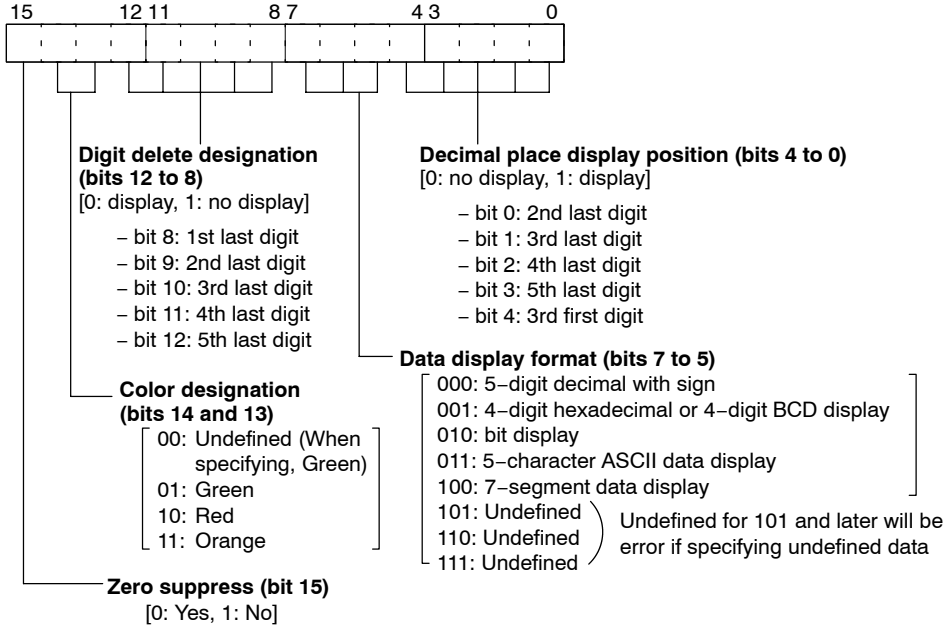 15 12 11 8 7 4 3 0
Digit delete designation
(bits 12 to 8)
[0: display, 1: no display]
– bit 8: 1st last digit
– bit 9: 2nd last digit
– bit 10: 3rd last digit
– bit 11: 4th last digit
– bit 12: 5th last digit
Decimal place display position (bits 4 to 0)
[0: no display, 1: display]
– bit 0: 2nd last digit
– bit 1: 3rd last digit
– bit 2: 4th last digit
– bit 3: 5th last digit
– bit 4: 3rd first digit
Data display format (bits 7 to 5)
000: 5–digit decimal with sign
001: 4–digit hexadecimal or 4–digit BCD display
010: bit display
011: 5–character ASCII data display
100: 7–segment data display
101: Undefined
110: Undefined
111: Undefined
Undefined for 101 and later will be
error if specifying undefined data
Color designation
(bits 14 and 13)
00: Undefined (When
specifying, Green)
01: Green
10: Red
11: Orange
Zero suppress (bit 15)
[0: Yes, 1: No]